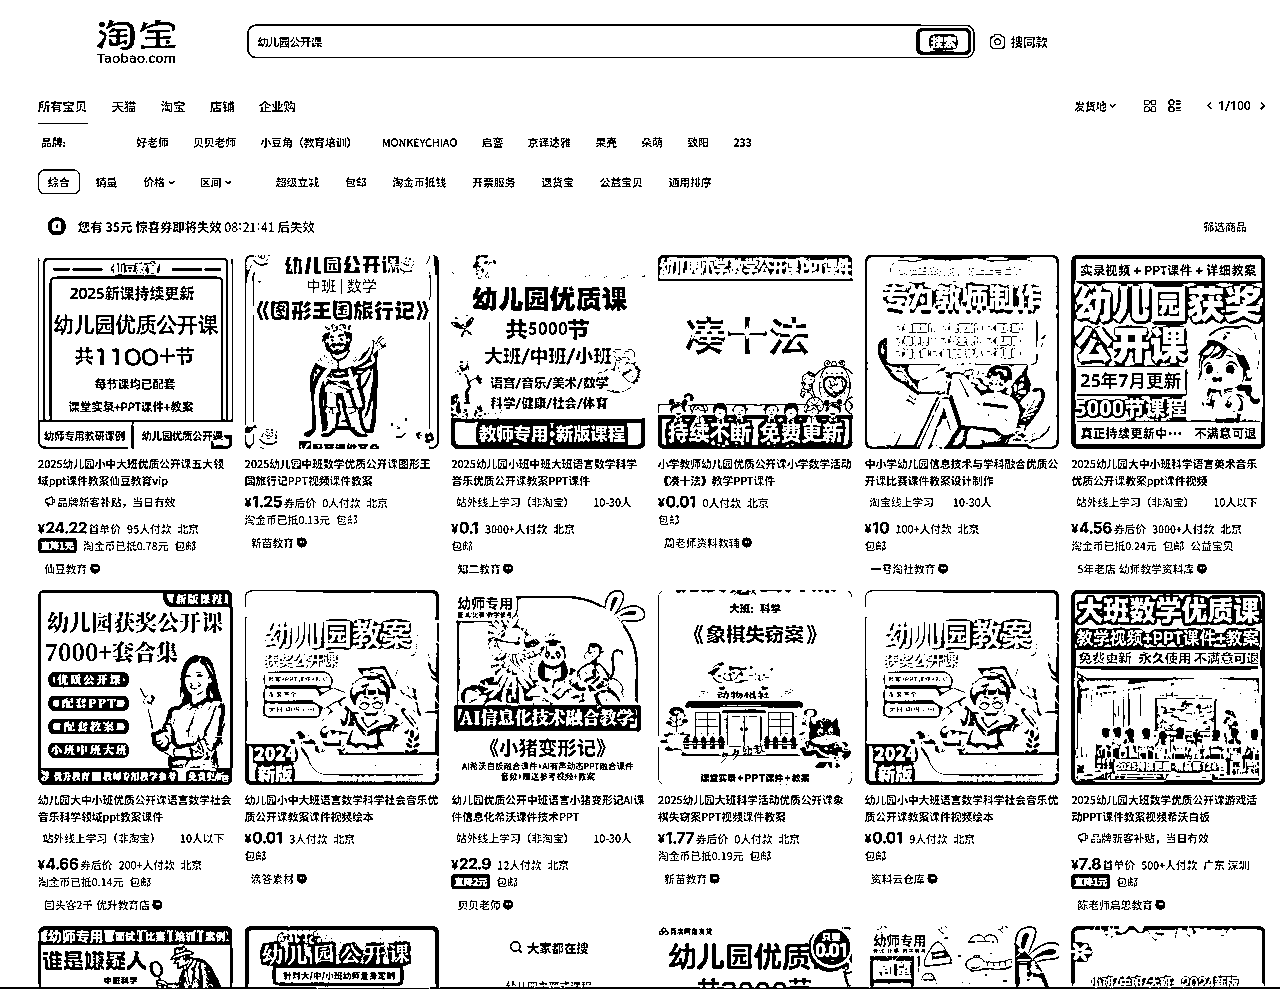 淘宝
Taobao.com
幼儿园公开课
搜索
搜同款
所有宝贝 天猫 淘宝 店铺 企业购
发货地
1/100
品牌: 好老师 贝贝老师 小豆角（教育培训） MONKEYCHIAO 启蒙 京译达雅 果壳 朵萌 致阳 233
综合 销量 价格 区间 超级立减 包邮 淘金币抵钱 开票服务 退货宝 公益宝贝 通用排序
您有 35元 惊喜券即将失效 08:21:41 后失效
筛选商品
仙豆教育
2025新课持续更新
幼儿园优质公开课
共1100+节
每节课均已配套
课堂实录+PPT课件+教案
幼师专用教研课例 幼儿园优质公开课
2025幼儿园小中大班优质公开课五大领
域ppt课件教案仙豆教育vip
品牌新客补贴，当日有效
¥24.22首单价 95人付款 北京
直降1元 淘金币已抵0.78元 包邮
仙豆教育
幼儿园公开课
中班 | 数学
《图形王国旅行记》
2025幼儿园中班数学优质公开课图形王
国旅行记PPT视频课件教案
¥1.25券后价 0人付款 北京
淘金币已抵0.13元 包邮
新苗教育
幼儿园优质课
共5000节
大班/中班/小班
语言/音乐/美术/数学
科学/健康/社会/体育
教师专用·新版课程
2025幼儿园小班中班大班语言数学科学
音乐优质公开课教案PPT课件
站外线上学习（非淘宝） 10-30人
¥0.1 3000+人付款 北京
包邮
知二教育
凑十法
持续不断 免费更新
小学教师幼儿园优质公开课小学数学活动
《凑十法》教学PPT课件
¥0.01 0人付款 北京
包邮
周老师资料教辅
专为教师制作
中小学幼儿园信息技术与学科融合优质公
开课比赛课件教案设计制作
淘宝线上学习 10-30人
¥10 100+人付款 北京
包邮
一号淘社教育
实录视频 + PPT课件 + 详细教案
幼儿园获奖
公开课
25年7月更新
5000节课程
真正持续更新中··· 不满意可退
2025幼儿园大中小班科学语言美术音乐
优质公开课教案ppt课件视频
站外线上学习（非淘宝） 10人以下
¥4.56券后价 3000+人付款 北京
淘金币已抵0.24元 包邮 公益宝贝
5年老店 幼师教学资料库
新版课程
幼儿园获奖公开课
7000+套合集
优质公开课
配套PPT
配套教案
小班中班大班
幼儿园大中小班优质公开课语言数学社会
音乐科学领域ppt教案课件
站外线上学习（非淘宝） 10人以下
¥4.66券后价 200+人付款 北京
淘金币已抵0.14元 包邮
回头客2千 优升教育店
幼儿园教案
获奖公开课
2024
新版
幼儿园小中大班语言数学科学社会音乐优
质公开课教案课件视频绘本
¥0.01 3人付款 北京
包邮
滚答素材
幼师专用
AI信息化技术融合教学
《小猪变形记》
幼儿园优质公开课中班语言小猪变形记AI课
件信息化希沃课件技术PPT
站外线上学习（非淘宝） 10-30人
¥22.9 12人付款 北京
直降2元 包邮
贝贝老师
大班：科学
《象棋失窃案》
课堂实录+PPT课件+教案
2025幼儿园大班科学活动优质公开课象
棋失窃案PPT视频课件教案
¥1.77券后价 0人付款 北京
淘金币已抵0.19元 包邮
新苗教育
幼儿园教案
获奖公开课
2024
新版
幼儿园小中大班语言数学科学社会音乐优
质公开课教案课件视频绘本
¥0.01 9人付款 北京
包邮
资料云仓库
大班数学优质课
教学视频+PPT课件+教案
免费更新 永久使用 不满意可退
2025幼儿园大班数学优质公开课游戏活
动PPT课件教案视频希沃白板
品牌新客补贴，当日有效
¥7.8首单价 500+人付款 广东 深圳
直降1元 包邮
陈老师启思教育
幼师专用
谁是嫌疑人
中班科学
幼儿园公开课
针对大/中/小班幼师量身定制
大家都在搜
幼儿园优质
0.01
幼师专用